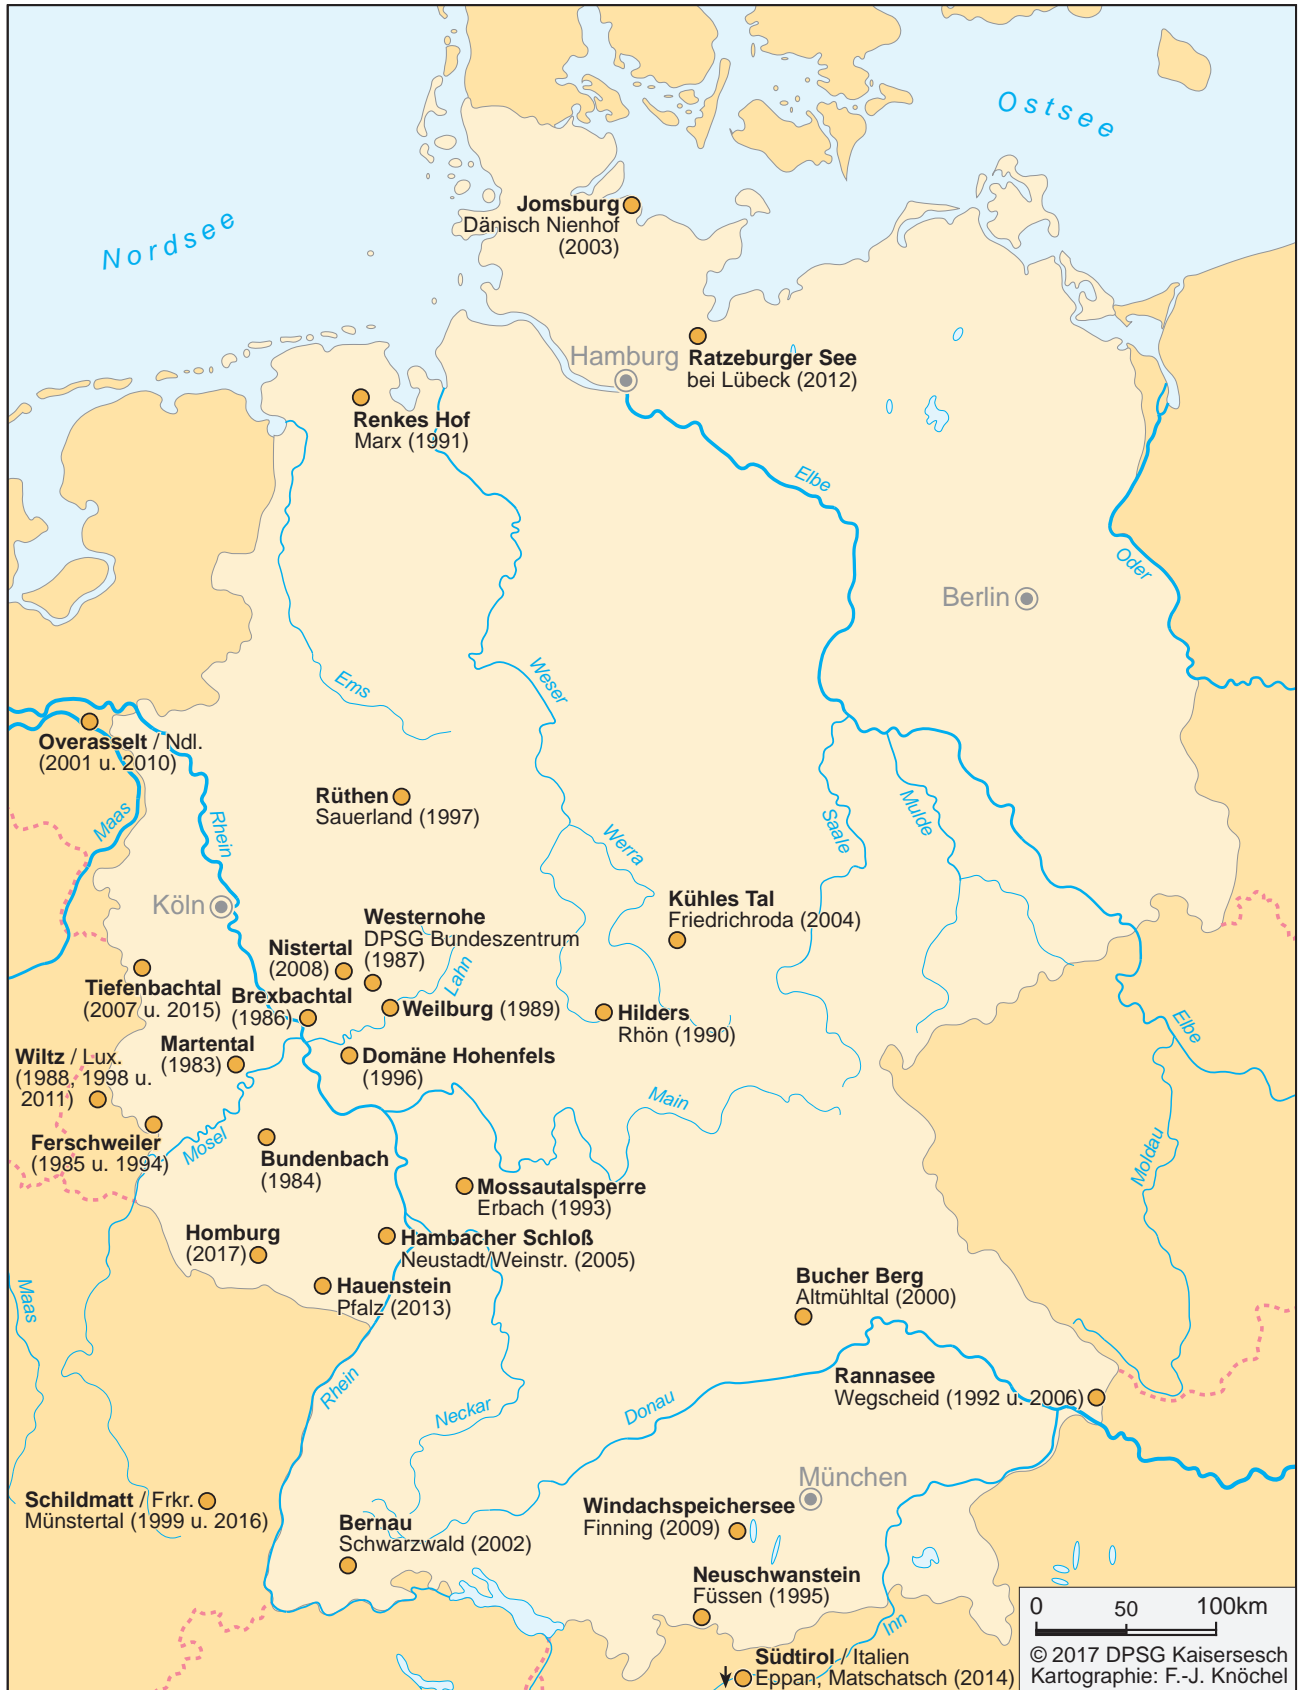 Ostsee
Nordsee
Jomsburg
Dänisch Nienhof
(2003)
Hamburg
Ratzeburger See
bei Lübeck (2012)
Renkes Hof
Marx (1991)
Elbe
Oder
Berlin
Ems
Weser
Overasselt / Ndl.
(2001 u. 2010)
Maas
Rhein
Rüthen
Sauerland (1997)
Werra
Saale
Mulde
Köln
Kühles Tal
Friedrichroda (2004)
Westernohe
DPSG Bundeszentrum
(1987)
Nistertal
(2008)
Lahn
Tiefenbachtal
(2007 u. 2015)
Brexbachtal
(1986)
Weilburg (1989)
Hilders
Rhön (1990)
Elbe
Martental
(1983)
Domäne Hohenfels
(1996)
Wiltz / Lux.
(1988, 1998 u.
2011)
Main
Ferschweiler
(1985 u. 1994)
Mosel
Bundenbach
(1984)
Moldau
Mossautalsperre
Erbach (1993)
Homburg
(2017)
Hambacher Schloß
Neustadt/Weinstr. (2005)
Maas
Hauenstein
Pfalz (2013)
Bucher Berg
Altmühltal (2000)
Rhein
Neckar
Donau
Rannasee
Wegscheid (1992 u. 2006)
München
Schildmatt / Frkr.
Münstertal (1999 u. 2016)
Bernau
Schwarzwald (2002)
Windachspeichersee
Finning (2009)
Neuschwanstein
Füssen (1995)
Inn
Südtirol / Italien
Eppan, Matschatsch (2014)
0 50 100km
© 2017 DPSG Kaisersesch
Kartographie: F.-J. Knöchel